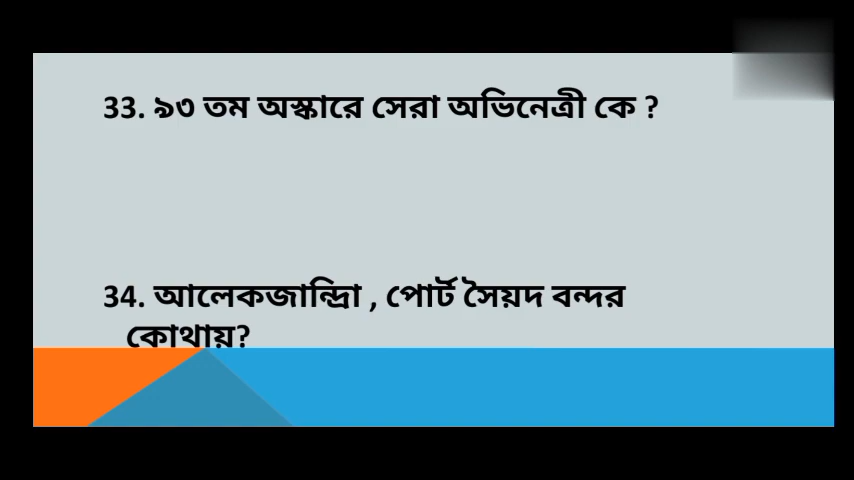 33. ৯৩ তম অস্কারে সেরা অভিনেত্রী কে ?
34. আলেকজান্দ্রিা , পোর্ট সৈয়দ বন্দর
কোথায়?